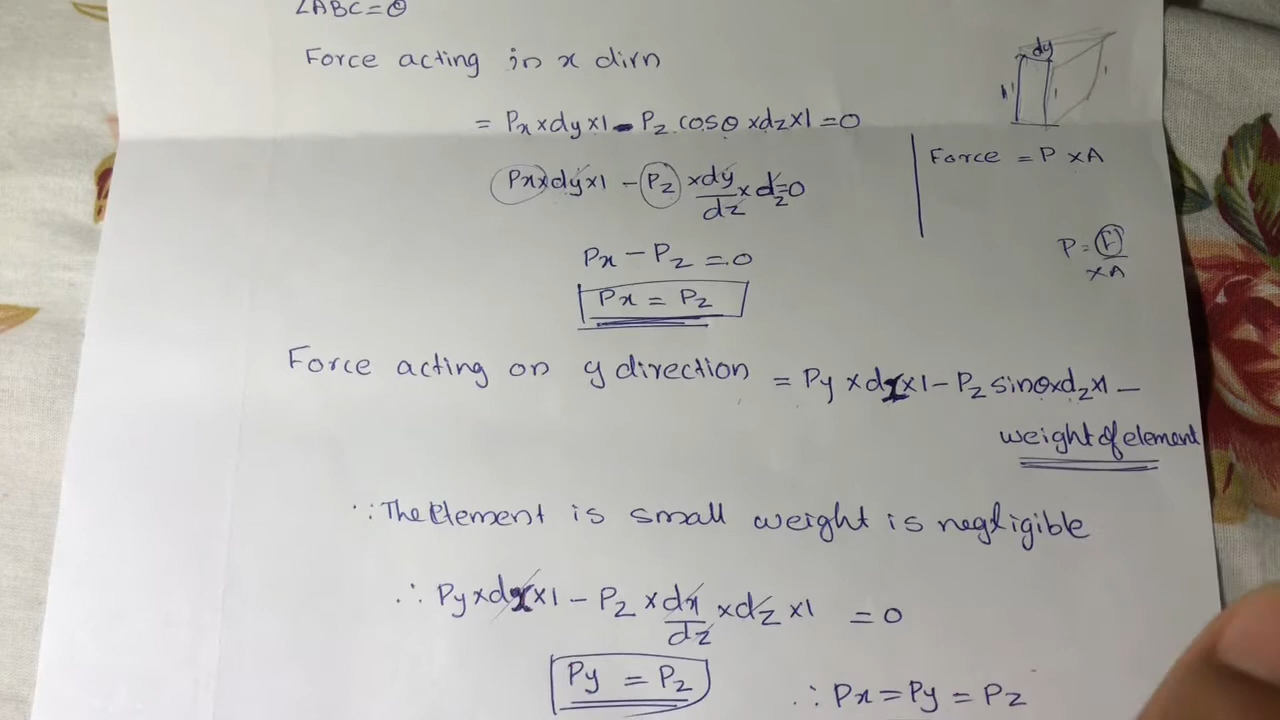 ∠ABC=θ
Force acting in x dirn
dy
= Px×dy×1 - Pz cosθ×dz×1=0
Force = P×A
Px×dy×1 - Pz × dy/dz × dz=0
P = F/×A
Px - Pz = 0
Px = Pz
Force acting on y direction = Py×dx×1 - Pz sinθ×dz×1 -
weight of element
∵ The Element is small weight is negligible
∴ Py×dx×1 - Pz × dx/dz × dz×1 = 0
Py = Pz
∴ Px = Py = Pz